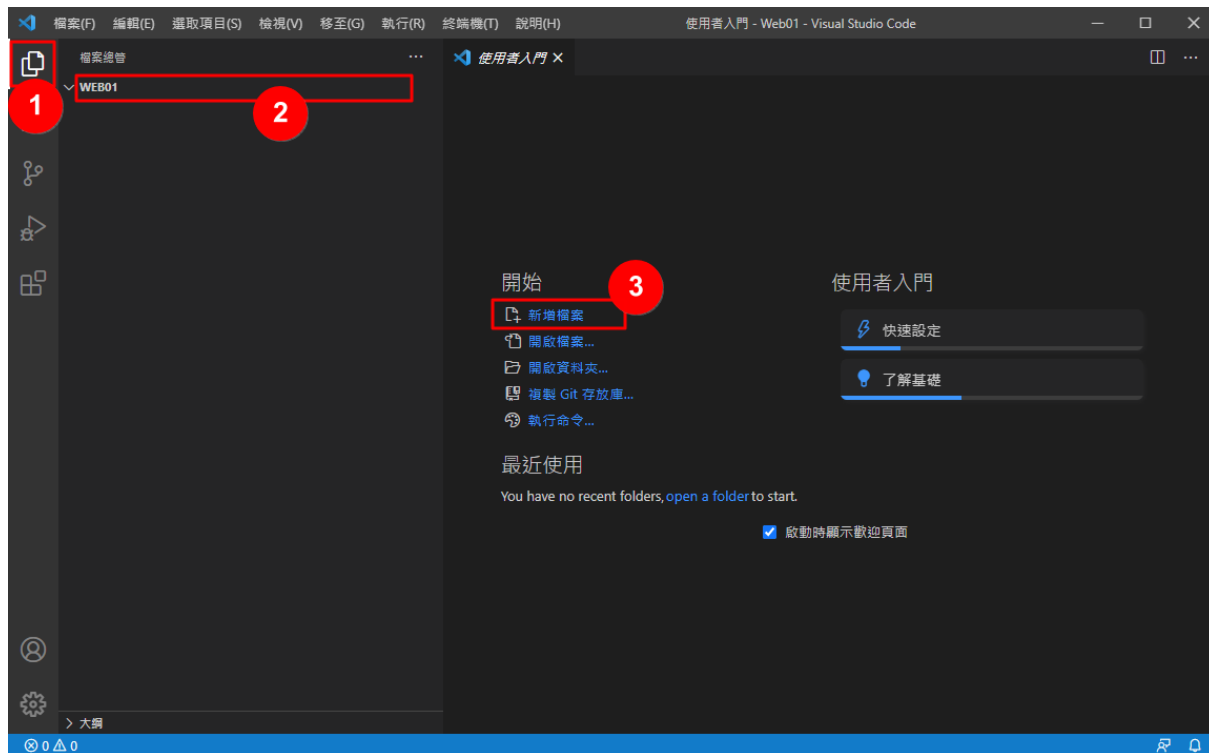 檔案(F) 編輯(E) 選取項目(S) 檢視(V) 移至(G) 執行(R) 終端機(T) 說明(H) 使用者入門 - Web01 - Visual Studio Code
檔案總管
使用者入門
WEB01
1
2
開始
3
新增檔案
開啟檔案...
開啟資料夾...
複製 Git 存放庫...
執行命令...
使用者入門
快速設定
了解基礎
最近使用
You have no recent folders, open a folder to start.
啟動時顯示歡迎頁面
大綱
0 0